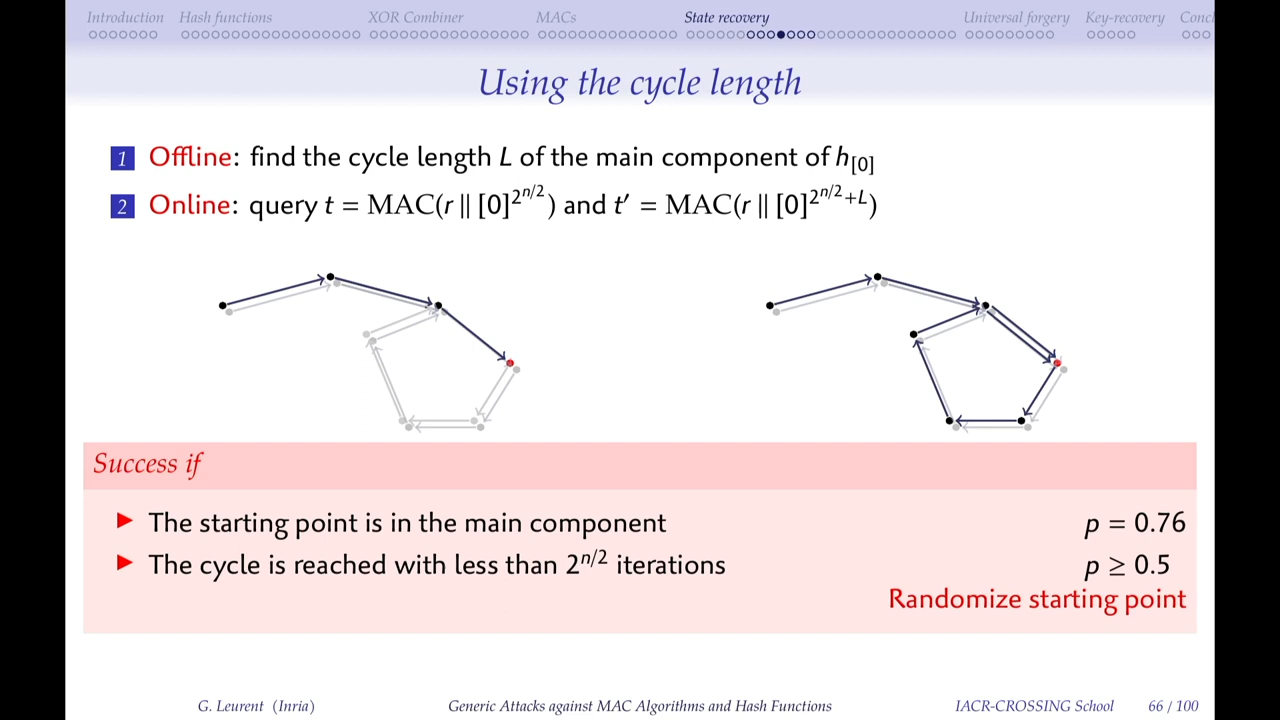 Introduction Hash functions XOR Combiner MACs State recovery Universal forgery Key-recovery Concl
Using the cycle length
1 Offline: find the cycle length L of the main component of h[0]
2 Online: query t = MAC(r ∥ [0]^2^n/2) and t′ = MAC(r ∥ [0]^2^n/2+L)
Success if
▶ The starting point is in the main component p = 0.76
▶ The cycle is reached with less than 2^n/2 iterations p ≥ 0.5
Randomize starting point
G. Leurent (Inria) Generic Attacks against MAC Algorithms and Hash Functions IACR-CROSSING School 66 / 100